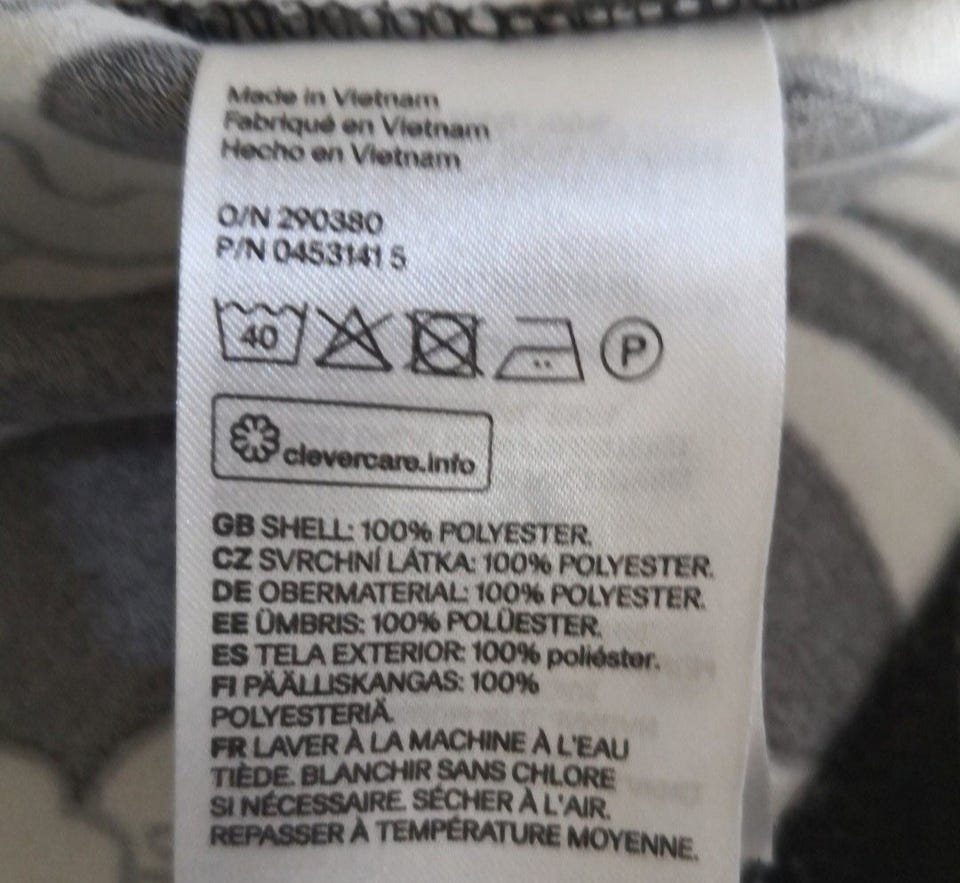 Made in Vietnam
Fabriqué en Vietnam
Hecho en Vietnam
O/N 290380
P/N 0453141 5
40
P
clevercare.info
GB SHELL: 100% POLYESTER.
CZ SVRCHNÍ LÁTKA: 100% POLYESTER.
DE OBERMATERIAL: 100% POLYESTER.
EE ÜMBRIS: 100% POLÜESTER.
ES TELA EXTERIOR: 100% poliéster.
FI PÄÄLLISKANGAS: 100%
POLYESTERIÄ.
FR LAVER À LA MACHINE À L'EAU
TIÈDE. BLANCHIR SANS CHLORE
SI NÉCESSAIRE. SÉCHER À L'AIR.
REPASSER À TEMPÉRATURE MOYENNE.